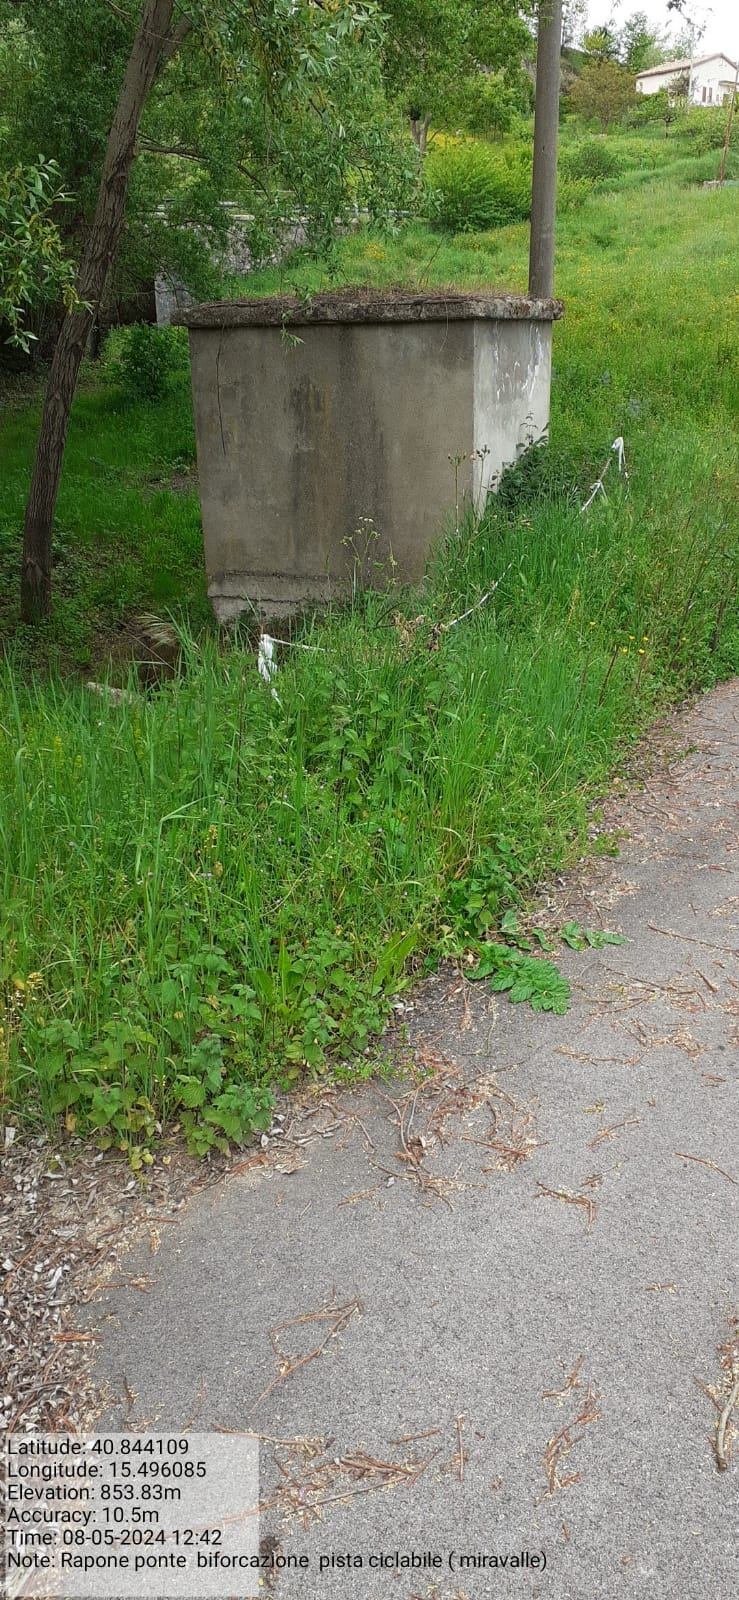 Latitude: 40.844109
Longitude: 15.496085
Elevation: 853.83m
Accuracy: 10.5m
Time: 08-05-2024 12:42
Note: Rapone ponte biforcazione pista ciclabile ( miravalle)